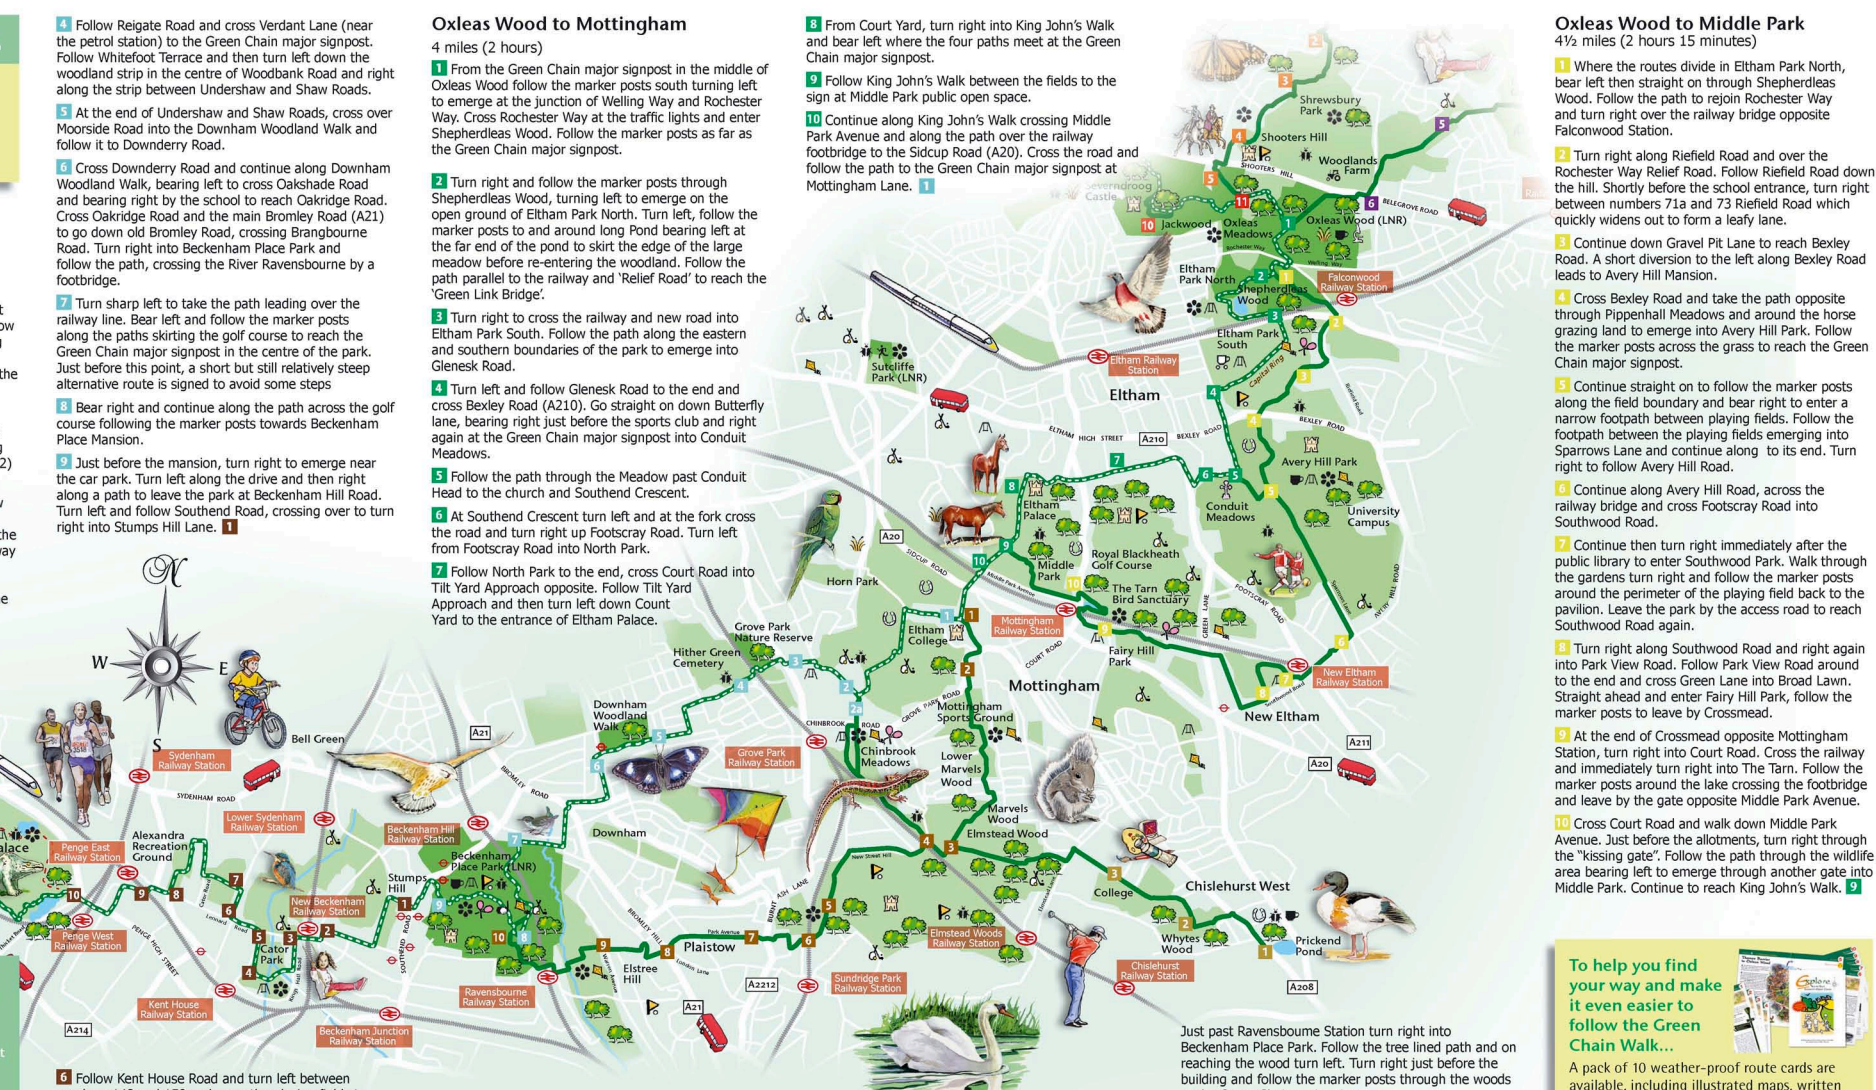 4 Follow Reigate Road and cross Verdant Lane (near
the petrol station) to the Green Chain major signpost.
Follow Whitefoot Terrace and then turn left down the
woodland strip in the centre of Woodbank Road and right
along the strip between Undershaw and Shaw Roads.
5 At the end of Undershaw and Shaw Roads, cross over
Moorside Road into the Downham Woodland Walk and
follow it to Downderry Road.
6 Cross Downderry Road and continue along Downham
Woodland Walk, bearing left to cross Oakshade Road
and bearing right by the school to reach Oakridge Road.
Cross Oakridge Road and the main Bromley Road (A21)
to go down old Bromley Road, crossing Brangbourne
Road. Turn right into Beckenham Place Park and
follow the path, crossing the River Ravensbourne by a
footbridge.
7 Turn sharp left to take the path leading over the
railway line. Bear left and follow the marker posts
along the paths skirting the golf course to reach the
Green Chain major signpost in the centre of the park.
Just before this point, a short but still relatively steep
alternative route is signed to avoid some steps
8 Bear right and continue along the path across the golf
course following the marker posts towards Beckenham
Place Mansion.
9 Just before the mansion, turn right to emerge near
the car park. Turn left along the drive and then right
along a path to leave the park at Beckenham Hill Road.
Turn left and follow Southend Road, crossing over to turn
right into Stumps Hill Lane. 1
Oxleas Wood to Mottingham
4 miles (2 hours)
1 From the Green Chain major signpost in the middle of
Oxleas Wood follow the marker posts south turning left
to emerge at the junction of Welling Way and Rochester
Way. Cross Rochester Way at the traffic lights and enter
Shepherdleas Wood. Follow the marker posts as far as
the Green Chain major signpost.
2 Turn right and follow the marker posts through
Shepherdleas Wood, turning left to emerge on the
open ground of Eltham Park North. Turn left, follow the
marker posts to and around long Pond bearing left at
the far end of the pond to skirt the edge of the large
meadow before re-entering the woodland. Follow the
path parallel to the railway and ‘Relief Road’ to reach the
‘Green Link Bridge’.
3 Turn right to cross the railway and new road into
Eltham Park South. Follow the path along the eastern
and southern boundaries of the park to emerge into
Glenesk Road.
4 Turn left and follow Glenesk Road to the end and
cross Bexley Road (A210). Go straight on down Butterfly
lane, bearing right just before the sports club and right
again at the Green Chain major signpost into Conduit
Meadows.
5 Follow the path through the Meadow past Conduit
Head to the church and Southend Crescent.
6 At Southend Crescent turn left and at the fork cross
the road and turn right up Footscray Road. Turn left
from Footscray Road into North Park.
7 Follow North Park to the end, cross Court Road into
Tilt Yard Approach opposite. Follow Tilt Yard
Approach and then turn left down Count
Yard to the entrance of Eltham Palace.
8 From Court Yard, turn right into King John’s Walk
and bear left where the four paths meet at the Green
Chain major signpost.
9 Follow King John’s Walk between the fields to the
sign at Middle Park public open space.
10 Continue along King John’s Walk crossing Middle
Park Avenue and along the path over the railway
footbridge to the Sidcup Road (A20). Cross the road and
follow the path to the Green Chain major signpost at
Mottingham Lane. 1
Oxleas Wood to Middle Park
4½ miles (2 hours 15 minutes)
1 Where the routes divide in Eltham Park North,
bear left then straight on through Shepherdleas
Wood. Follow the path to rejoin Rochester Way
and turn right over the railway bridge opposite
Falconwood Station.
2 Turn right along Riefield Road and over the
Rochester Way Relief Road. Follow Riefield Road down
the hill. Shortly before the school entrance, turn right
between numbers 71a and 73 Riefield Road which
quickly widens out to form a leafy lane.
3 Continue down Gravel Pit Lane to reach Bexley
Road. A short diversion to the left along Bexley Road
leads to Avery Hill Mansion.
4 Cross Bexley Road and take the path opposite
through Pippenhall Meadows and around the horse
grazing land to emerge into Avery Hill Park. Follow
the marker posts across the grass to reach the Green
Chain major signpost.
5 Continue straight on to follow the marker posts
along the field boundary and bear right to enter a
narrow footpath between playing fields. Follow the
footpath between the playing fields emerging into
Sparrows Lane and continue along to its end. Turn
right to follow Avery Hill Road.
6 Continue along Avery Hill Road, across the
railway bridge and cross Footscray Road into
Southwood Road.
7 Continue then turn right immediately after the
public library to enter Southwood Park. Walk through
the gardens turn right and follow the marker posts
around the perimeter of the playing field back to the
pavilion. Leave the park by the access road to reach
Southwood Road again.
8 Turn right along Southwood Road and right again
into Park View Road. Follow Park View Road around
to the end and cross Green Lane into Broad Lawn.
Straight ahead and enter Fairy Hill Park, follow the
marker posts to leave by Crossmead.
9 At the end of Crossmead opposite Mottingham
Station, turn right into Court Road. Cross the railway
and immediately turn right into The Tarn. Follow the
marker posts around the lake crossing the footbridge
and leave by the gate opposite Middle Park Avenue.
10 Cross Court Road and walk down Middle Park
Avenue. Just before the allotments, turn right through
the “kissing gate”. Follow the path through the wildlife
area bearing left to emerge through another gate into
Middle Park. Continue to reach King John’s Walk. 9
To help you find
your way and make
it even easier to
follow the Green
Chain Walk...
A pack of 10 weather-proof route cards are
available, including illustrated maps, written
Just past Ravensboume Station turn right into
Beckenham Place Park. Follow the tree lined path and on
reaching the wood turn left. Turn right just before the
building and follow the marker posts through the woods
6 Follow Kent House Road and turn left between
Shrewsbury
Park
Shooters Hill
SHOOTERS HILL
Woodlands
Farm
Severndroog
Castle
Jackwood
Oxleas
Meadows
Oxleas Wood (LNR)
BELEGROVE ROAD
Rochester Way
Welling Way
Eltham
Park North
Shepherdleas
Wood
Falconwood
Railway Station
Eltham Park
South
Capital Ring
Eltham Railway
Station
Sutcliffe
Park (LNR)
Eltham
ELTHAM HIGH STREET
A210
BEXLEY ROAD
BEXLEY ROAD
Riefield Road
Avery Hill Park
University
Campus
Conduit
Meadows
Eltham
Palace
A20
SIDCUP ROAD
Horn Park
Middle Park Avenue
Middle
Park
Royal Blackheath
Golf Course
The Tarn
Bird Sanctuary
GREEN LANE
FOOTSCRAY ROAD
AVERY HILL ROAD
Mottingham
Railway Station
COURT ROAD
Fairy Hill
Park
New Eltham
Railway Station
Southwood Road
New Eltham
Eltham
College
Mottingham
Grove Park
Nature Reserve
Hither Green
Cemetery
Downham
Woodland
Walk
GROVE PARK ROAD
CHINBROOK ROAD
Mottingham
Sports Ground
Grove Park
Railway Station
Chinbrook
Meadows
Lower
Marvels
Wood
Marvels
Wood
Elmstead Wood
A211
A20
N
W
E
S
Bell Green
A21
BROMLEY ROAD
Sydenham
Railway Station
SYDENHAM ROAD
Lower Sydenham
Railway Station
Beckenham Hill
Railway Station
Beckenham
Place Park (LNR)
Downham
Alexandra
Recreation
Ground
Penge East
Railway Station
Penge West
Railway Station
PENGE HIGH STREET
Lennard Road
Cator
Park
New Beckenham
Railway Station
Stumps
Hill
SOUTHEND ROAD
Kings Hall Road
Kent House
Railway Station
Beckenham Junction
Railway Station
A214
Ravensbourne
Railway Station
Elstree
Hill
Warren Avenue
BROMLEY HILL
London Lane
Plaistow
Park Avenue
BURNT ASH LANE
New Street Hill
A2212
A21
Sundridge Park
Railway Station
Elmstead Woods
Railway Station
Elmstead Lane
College
Chislehurst West
Whytes
Wood
Prickend
Pond
Chislehurst
Railway Station
A208